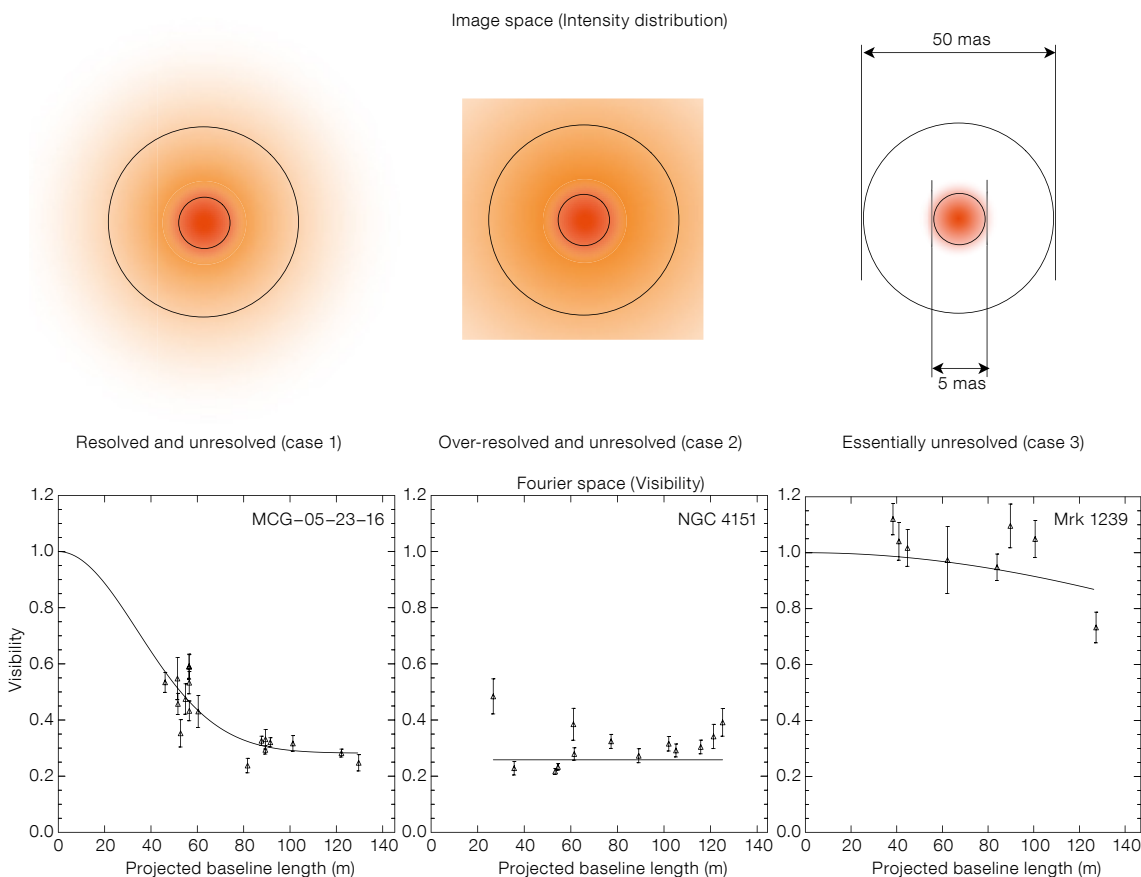 Image space (Intensity distribution)
50 mas
5 mas
Resolved and unresolved (case 1)
Over-resolved and unresolved (case 2)
Essentially unresolved (case 3)
Fourier space (Visibility)
MCG−05−23−16
NGC 4151
Mrk 1239
Visibility
1.2
1.0
0.8
0.6
0.4
0.2
0.0
0 20 40 60 80 100 120 140
Projected baseline length (m)
1.2
1.0
0.8
0.6
0.4
0.2
0.0
0 20 40 60 80 100 120 140
Projected baseline length (m)
1.2
1.0
0.8
0.6
0.4
0.2
0.0
0 20 40 60 80 100 120 140
Projected baseline length (m)